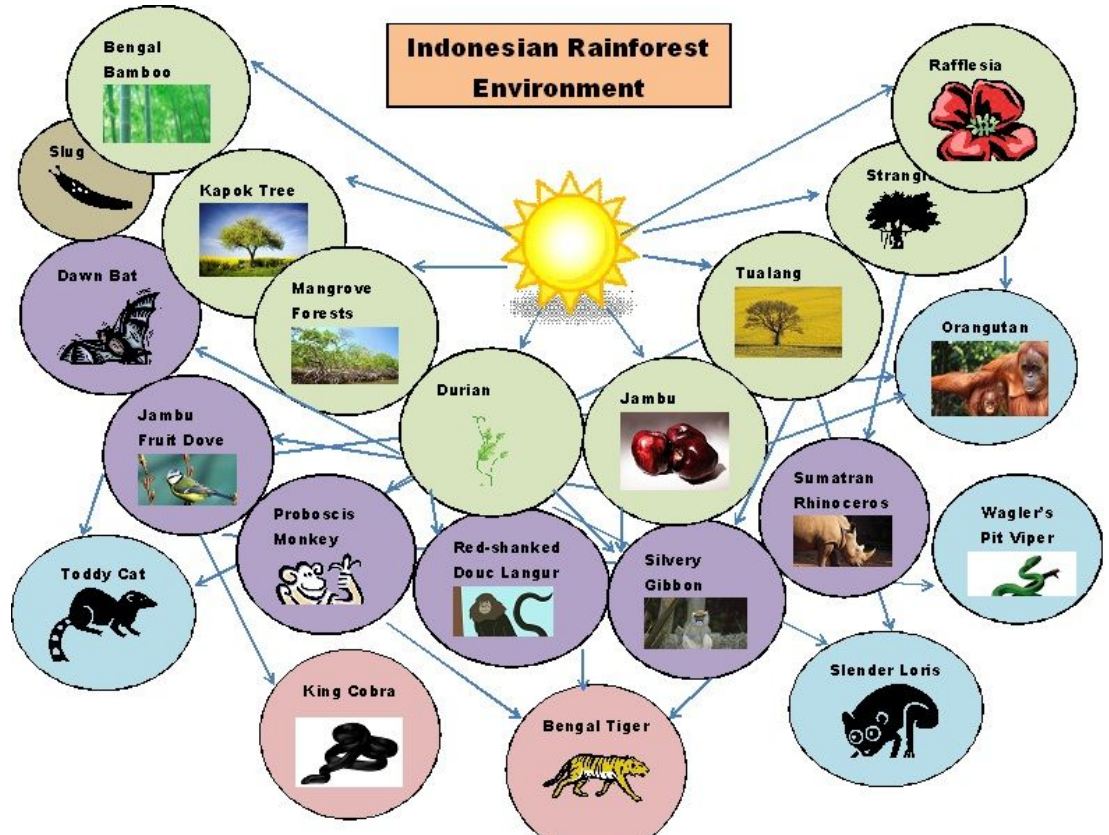 Indonesian Rainforest
Environment
Bengal
Bamboo
Rafflesia
Slug
Kapok Tree
Dawn Bat
Mangrove
Forests
Tualang
Orangutan
Durian
Jambu
Jambu
Fruit Dove
Sumatran
Rhinoceros
Proboscis
Monkey
Red-shanked
Douc Langur
Silvery
Gibbon
Wagler's
Pit Viper
Toddy Cat
King Cobra
Bengal Tiger
Slender Loris